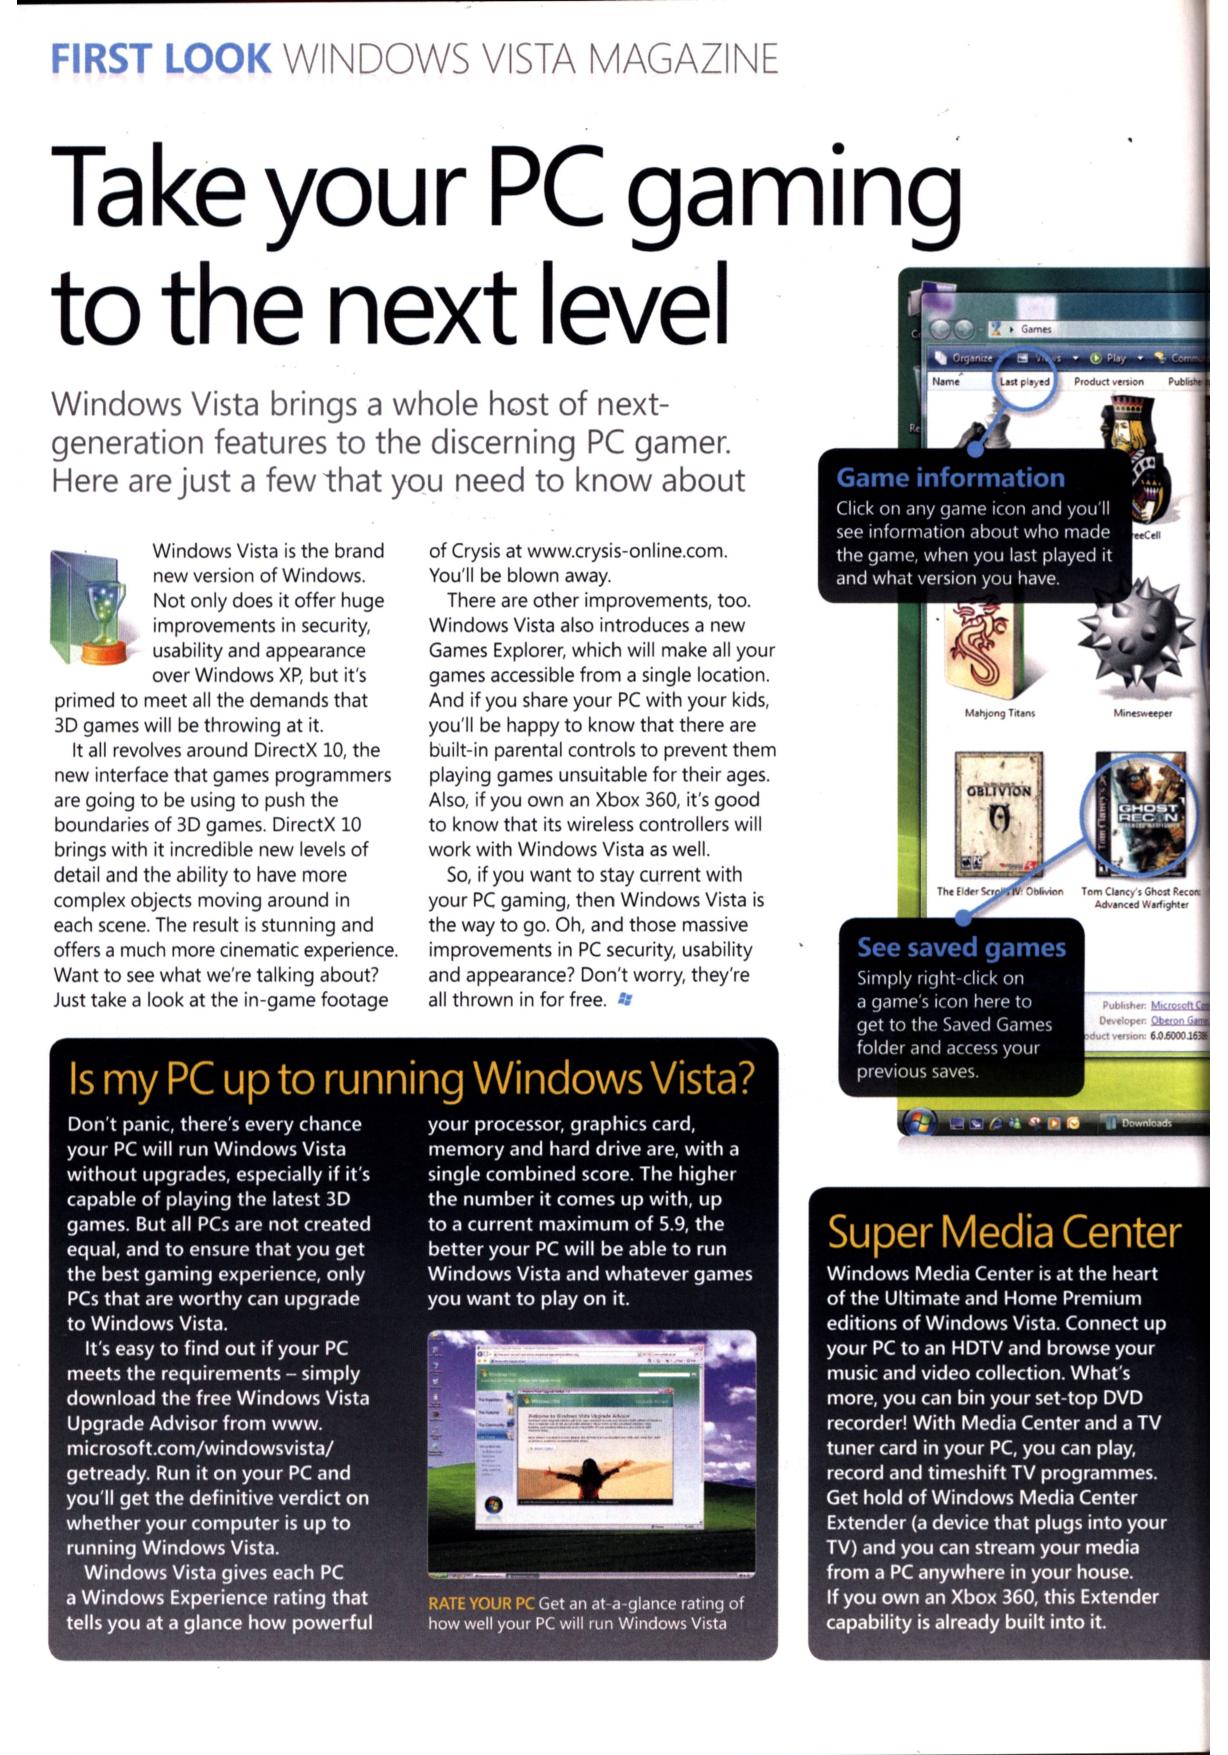 FIRST LOOK WINDOWS VISTA MAGAZINE
Take your PC gaming
to the next level
Windows Vista brings a whole host of next-
generation features to the discerning PC gamer.
Here are just a few that you need to know about
Windows Vista is the brand
new version of Windows.
Not only does it offer huge
improvements in security,
usability and appearance
over Windows XP, but it's
primed to meet all the demands that
3D games will be throwing at it.
It all revolves around DirectX 10, the
new interface that games programmers
are going to be using to push the
boundaries of 3D games. DirectX 10
brings with it incredible new levels of
detail and the ability to have more
complex objects moving around in
each scene. The result is stunning and
offers a much more cinematic experience.
Want to see what we're talking about?
Just take a look at the in-game footage
of Crysis at www.crysis-online.com.
You'll be blown away.
There are other improvements, too.
Windows Vista also introduces a new
Games Explorer, which will make all your
games accessible from a single location.
And if you share your PC with your kids,
you'll be happy to know that there are
built-in parental controls to prevent them
playing games unsuitable for their ages.
Also, if you own an Xbox 360, it's good
to know that its wireless controllers will
work with Windows Vista as well.
So, if you want to stay current with
your PC gaming, then Windows Vista is
the way to go. Oh, and those massive
improvements in PC security, usability
and appearance? Don't worry, they're
all thrown in for free.
Games
Organize Views Play
Name Last played Product version
Game information
Click on any game icon and you'll
see information about who made
the game, when you last played it
and what version you have.
Mahjong Titans Minesweeper
OBLIVION
GHOST
RECON
The Elder Scrolls IV: Oblivion
Tom Clancy's Ghost Recon:
Advanced Warfighter
See saved games
Simply right-click on
a game's icon here to
get to the Saved Games
folder and access your
previous saves.
Publisher: Microsoft
Developer: Oberon
version: 6.0.6000.1638
Downloads
Is my PC up to running Windows Vista?
Don't panic, there's every chance
your PC will run Windows Vista
without upgrades, especially if it's
capable of playing the latest 3D
games. But all PCs are not created
equal, and to ensure that you get
the best gaming experience, only
PCs that are worthy can upgrade
to Windows Vista.
It's easy to find out if your PC
meets the requirements – simply
download the free Windows Vista
Upgrade Advisor from www.
microsoft.com/windowsvista/
getready. Run it on your PC and
you'll get the definitive verdict on
whether your computer is up to
running Windows Vista.
Windows Vista gives each PC
a Windows Experience rating that
tells you at a glance how powerful
your processor, graphics card,
memory and hard drive are, with a
single combined score. The higher
the number it comes up with, up
to a current maximum of 5.9, the
better your PC will be able to run
Windows Vista and whatever games
you want to play on it.
Welcome to Windows Vista Upgrade Advisor
RATE YOUR PC Get an at-a-glance rating of
how well your PC will run Windows Vista
Super Media Center
Windows Media Center is at the heart
of the Ultimate and Home Premium
editions of Windows Vista. Connect up
your PC to an HDTV and browse your
music and video collection. What's
more, you can bin your set-top DVD
recorder! With Media Center and a TV
tuner card in your PC, you can play,
record and timeshift TV programmes.
Get hold of Windows Media Center
Extender (a device that plugs into your
TV) and you can stream your media
from a PC anywhere in your house.
If you own an Xbox 360, this Extender
capability is already built into it.